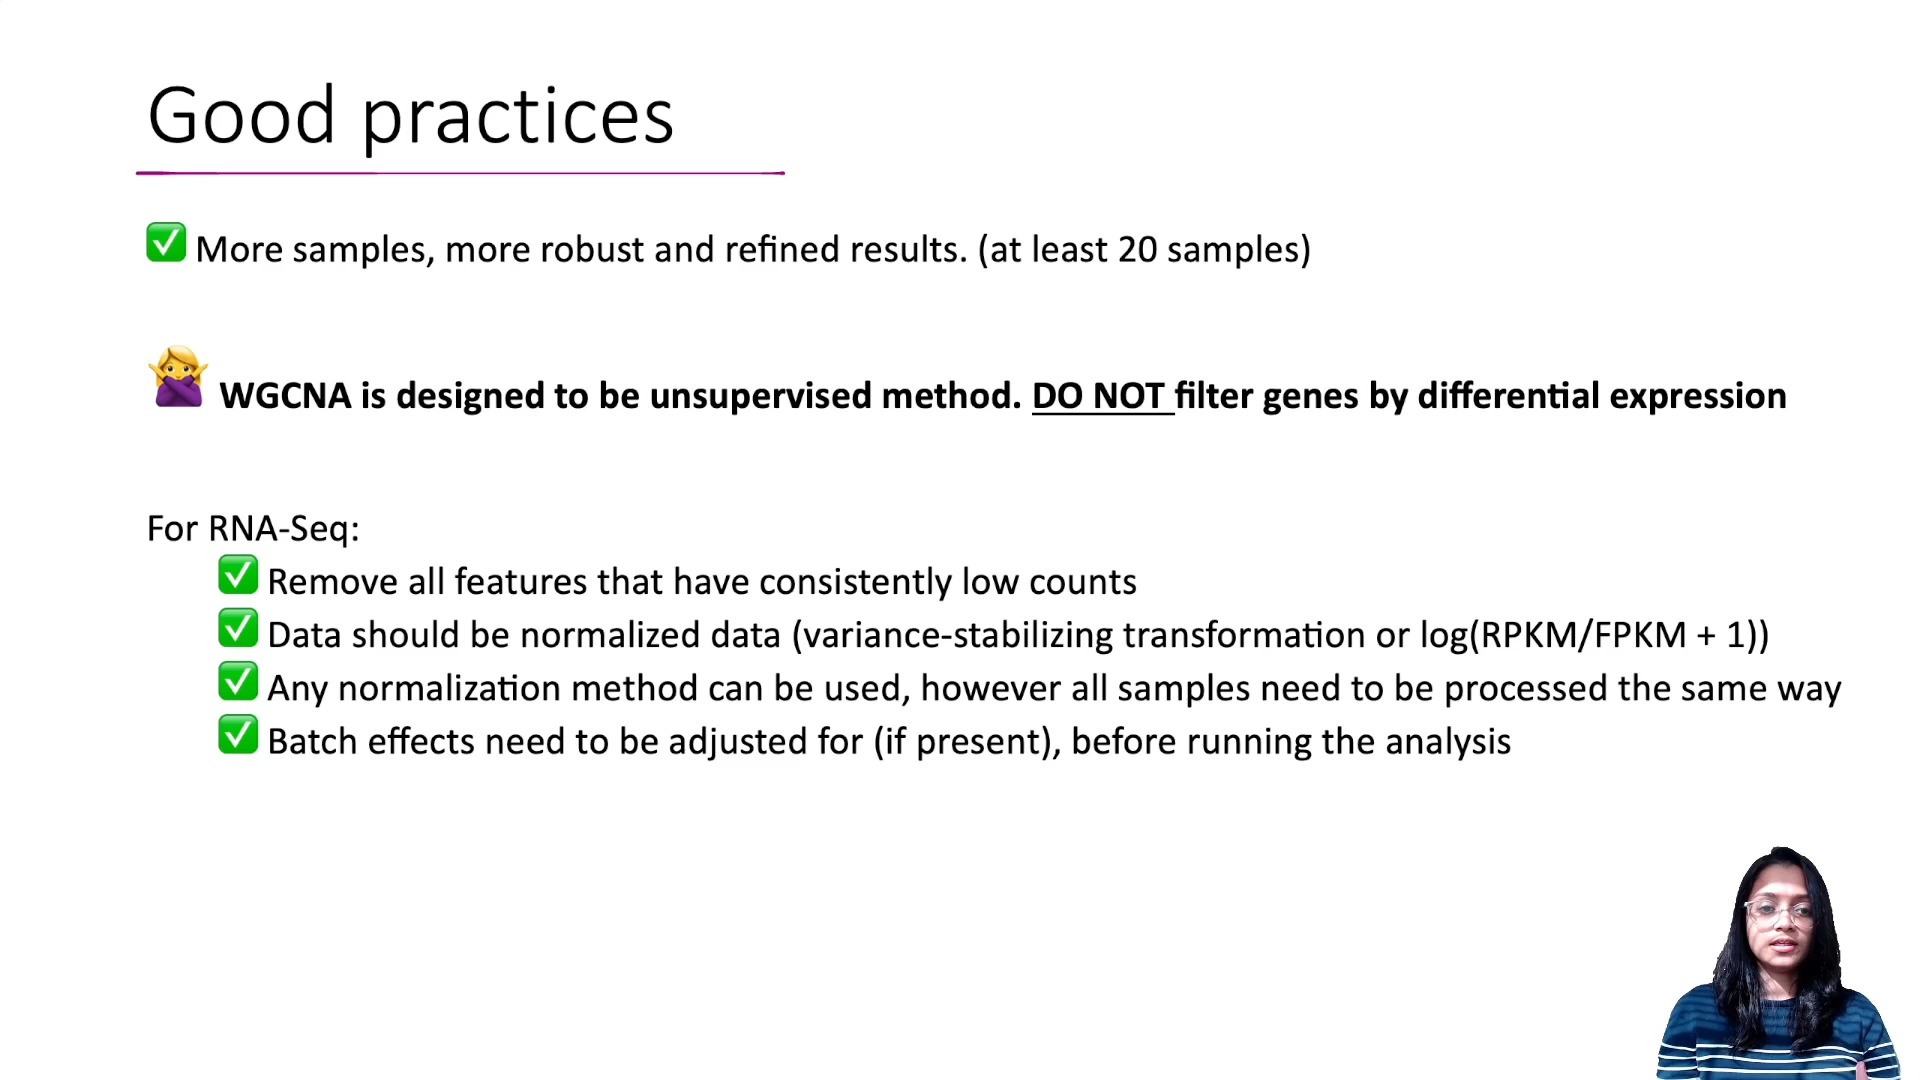 Good practices
✅ More samples, more robust and refined results. (at least 20 samples)
🙅‍♀️ WGCNA is designed to be unsupervised method. DO NOT filter genes by differential expression
For RNA-Seq:
✅ Remove all features that have consistently low counts
✅ Data should be normalized data (variance-stabilizing transformation or log(RPKM/FPKM + 1))
✅ Any normalization method can be used, however all samples need to be processed the same way
✅ Batch effects need to be adjusted for (if present), before running the analysis